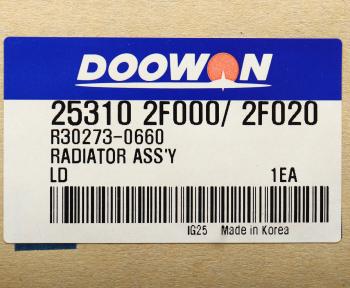 DOOWON
25310 2F000/ 2F020
R30273-0660
RADIATOR ASS'Y
LD 1EA
IG25 Made in Korea